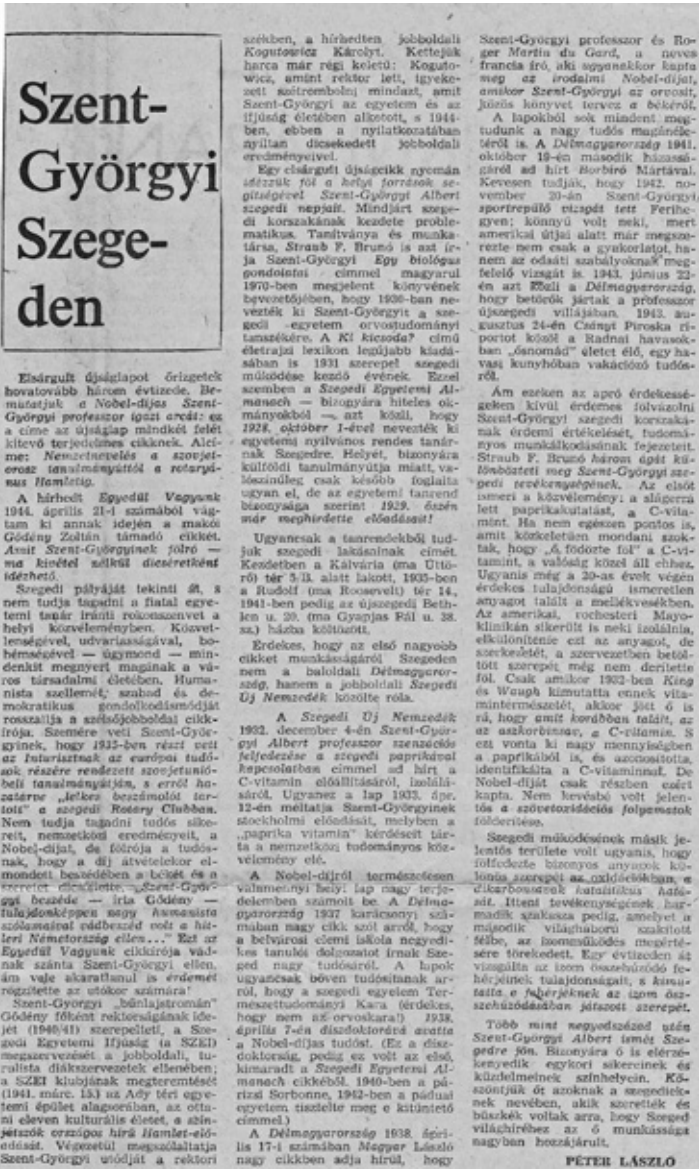 Szent-
Györgyi
Szege-
den
Elsárgult újságlapot őrizgetek
hovatovább három évtizede. Be-
mutatjuk a Nobel-díjas Szent-
Györgyi professor igazi arcát: ez
a címe az újságlap mindkét felét
kitevő terjedelmes cikknek. Alcí-
me: Nemzetnevelés a szovjet-
orosz tanulmányúttól a rotaryá-
nus Hamletig.
A hírhedt Egyedül Vagyunk
1944. április 21-i számából vág-
tam ki annak idején a makói
Gödény Zoltán támadó cikkét.
Amit Szent-Györgyinek fölró —
ma kivétel nélkül dicséretként
idézhető.
Szegedi pályáját tekinti át, s
nem tudja tagadni a fiatal egye-
temi tanár iránti rokonszenvet a
helyi közvéleményben. Közvet-
lenségével, udvariasságával, bo-
hémségével — úgymond — min-
denkit megnyert magának a vá-
ros társadalmi életében. Huma-
nista szellemét, szabad és de-
mokratikus gondolkodásmódját
rosszallja a szélsőjobboldal cikk-
írója. Szemére veti Szent-Györ-
gyinek, hogy 1935-ben részt vett
az Inturisztnak az európai tudó-
sok részére rendezett szovjetunió-
beli tanulmányútján, s erről ha-
zatérve „lelkes beszámolót tar-
tott" a szegedi Rotary Clubban.
Nem tudja tagadni tudós sike-
reit, nemzetközi eredményeit, a
Nobel-díjat, de fölrója a tudós-
nak, hogy a díj átvételekor el-
mondott beszédében a békét és a
szeretet dicsőítette. „Szent-Györ-
gyi beszéde — írta Gödény —
tulajdonképpen nagy humanista
szólamaival vádbeszéd volt a hit-
leri Németország ellen..." Ezt az
Egyedül Vagyunk cikkírója vád-
nak szánta Szent-Györgyi ellen,
ám vele akaratlanul is érdemét
rögzítette az utókor számára!
Szent-Györgyi „bűnlajstromán"
Gödény főként rektorságának ide-
jét (1940/41) szerepelteti, a Sze-
gedi Egyetemi Ifjúság (a SZEI)
megszervezését a jobboldali, tu-
ralista diákszervezetek ellenében;
a SZEI klubjának megteremtését
(1941. márc. 15.) az Ady téri egye-
temi épület alagsorában, az otta-
ni eleven kulturális életet, a szín-
játszók országos hírű Hamlet-elő-
adását. Végezetül megszólaltatja
Szent-Györgyi utódját a rektori
székben, a hírhedten jobboldali
Kogutowicz Károlyt. Kettejük
harca már régi keletű: Koguto-
wicz, amint rektor lett, igyeke-
zett szétrombolni mindazt, amit
Szent-Györgyi az egyetem és az
ifjúság életében alkotott, s 1944-
ben, ebben a nyilatkozatában
nyíltan dicsekedett jobboldali
eredményeivel.
Egy elsárgult újságcikk nyomán
idézzük föl a helyi források se-
gítségével Szent-Györgyi Albert
szegedi napjait. Mindjárt szege-
di korszakának kezdete proble-
matikus. Tanítványa és munka-
társa, Straub F. Brunó is azt ír-
ja Szent-Györgyi Egy biológus
gondolatai címmel magyarul
1970-ben megjelent könyvének
bevezetőjében, hogy 1930-ban ne-
vezték ki Szent-Györgyit a sze-
gedi egyetem orvostudományi
tanszékére. A Ki kicsoda? című
életrajzi lexikon legújabb kiadá-
sában is 1931 szerepel szegedi
működése kezdő évének. Ezzel
szemben a Szegedi Egyetemi Al-
manach — bizonyára hiteles ok-
mányokból — azt közli, hogy
1928. október 1-ével nevezték ki
egyetemi nyilvános rendes tanár-
nak Szegedre. Helyét, bizonyára
külföldi tanulmányútja miatt, va-
lószínűleg csak később foglalta
ugyan el, de az egyetemi tanrend
bizonysága szerint 1929. őszén
már meghirdette előadásait!
Ugyancsak a tanrendekből tud-
juk szegedi lakásainak címét.
Kezdetben a Kálvária (ma Úttö-
rő) tér 5/B. alatt lakott, 1935-ben
a Rudolf (ma Roosevelt) tér 14.,
1941-ben pedig az újszegedi Beth-
len u. 20. (ma Gyapjas Pál u. 38.
sz.) házba költözött.
Érdekes, hogy az első nagyobb
cikket munkásságáról Szegeden
nem a baloldali Délmagyaror-
szág, hanem a jobboldali Szegedi
Új Nemzedék közölte róla.
A Szegedi Új Nemzedék
1932. december 4-én Szent-Györ-
gyi Albert professor szenzációs
felfedezése a szegedi paprikával
kapcsolatban címmel ad hírt a
C-vitamin előállításáról, izolálá-
sáról. Ugyanez a lap 1933. ápr.
12-én méltatja Szent-Györgyinek
stockholmi előadását, melyben a
„paprika vitamin" kérdéseit tár-
ta a nemzetközi tudományos köz-
vélemény elé.
A Nobel-díjról természetesen
valamennyi helyi lap nagy terje-
delemben számolt be. A Délma-
gyarország 1937 karácsonyi szá-
mában nagy cikk szól arról, hogy
a belvárosi elemi iskola negyedi-
kes tanulói dolgozatot írnak Sze-
ged nagy tudósáról. A lapok
ugyancsak bőven tudósítanak ar-
ról, hogy a szegedi egyetem Ter-
mészettudományi Kara (érdekes,
hogy nem az orvoskara!) 1938.
április 7-én díszdoktorává avatta
a Nobel-díjas tudóst. (Ez a dísz-
doktorság, pedig ez volt az első,
kimaradt a Szegedi Egyetemi Al-
manach cikkéből. 1940-ben a pá-
rizsi Sorbonne, 1942-ben a páduai
egyetem tisztelte meg e kitüntető
címmel.)
A Délmagyarország 1938. ápri-
lis 17-i számában Magyar László
nagy cikkben adja hírül, hogy
Szent-Györgyi professor és Ro-
ger Martin du Gard, a neves
francia író, aki ugyanakkor kapta
meg az irodalmi Nobel-díjat,
amikor Szent-Györgyi az orvosit,
közös könyvet tervez a békéről.
A lapokból sok mindent meg-
tudunk a nagy tudós magánéle-
téről is. A Délmagyarország 1941.
október 19-én második házassá-
gáról ad hírt Borbíró Mártával.
Kevesen tudják, hogy 1942. no-
vember 20-án Szent-Györgyi
sportrepülő vizsgát tett Ferihe-
gyen; könnyű volt neki, mert
amerikai útjai alatt már megsze-
rezte nem csak a gyakorlatot, ha-
nem az odaáti szabályoknak meg-
felelő vizsgát is. 1943. június 22-
én azt közli a Délmagyarország,
hogy betörők jártak a professor
újszegedi villájában. 1943. au-
gusztus 24-én Csányi Piroska ri-
portot közöl a Radnai havasok-
ban „ősnomád" életet élő, egy ha-
vasi kunyhóban vakációzó tudós-
ról.
Ám ezeken az apró érdekessé-
geken kívül érdemes fölvázolni
Szent-Györgyi szegedi korszaká-
nak érdemi értékelését, tudomá-
nyos munkálkodásának fejezeteit.
Straub F. Brunó három ágát kü-
lönbözteti meg Szent-Györgyi sze-
gedi tevékenységének. Az elsőt
ismeri a közvélemény: a slágerré
lett paprikakutatást, a C-vita-
mint. Ha nem egészen pontos is,
amit közkeletűen mondani szok-
tak, hogy „ő födözte föl" a C-vi-
tamint, a valóság közel áll ehhez.
Ugyanis még a 20-as évek végén
érdekes tulajdonságú ismeretlen
anyagot talált a mellékvesékben.
Az amerikai, rochesteri Mayo-
klinikán sikerült is neki izolálnia,
elkülönítenie ezt az anyagot, de
szerkezetét, a szervezetben betöl-
tött szerepét még nem derítette
föl. Csak amikor 1932-ben King
és Waugh kimutatta ennek vita-
mintermészetét, akkor jött ő is
rá, hogy amit korábban talált, az
az aszkorbinsav, a C-vitamin. S
ezt vonta ki nagy mennyiségben
a paprikából is, és azonosította,
identifikálta a C-vitaminnal. De
Nobel-díját csak részben ezért
kapta. Nem kevésbé volt jelen-
tős a szövetoxidációs folyamatok
földerítése.
Szegedi működésének másik je-
lentős területe volt ugyanis, hogy
fölfedezte bizonyos anyagok kü-
lönös szerepét az oxidációkban, a
dikarbonsavak katalitikus hatá-
sát. Itteni tevékenységének har-
madik szakasza pedig, amelyet a
második világháború szakított
félbe, az izomműködés megérté-
sére törekedett. Egy évtizeden át
vizsgálta az izom összehúzódó fe-
hérjéinek tulajdonságait, s kimu-
tatta a fehérjéknek az izom ösz-
szehúzódásában játszott szerepét.
Több mint negyedszázad után
Szent-Györgyi Albert ismét Sze-
gedre jön. Bizonyára ő is elérzé-
kenyedik egykori sikereinek és
küzdelmeinek színhelyein. Kö-
szöntjük őt azoknak a szegediek-
nek nevében, akik szerették és
büszkék voltak arra, hogy Szeged
világhíréhez az ő munkássága
nagyban hozzájárult.
PÉTER LÁSZLÓ